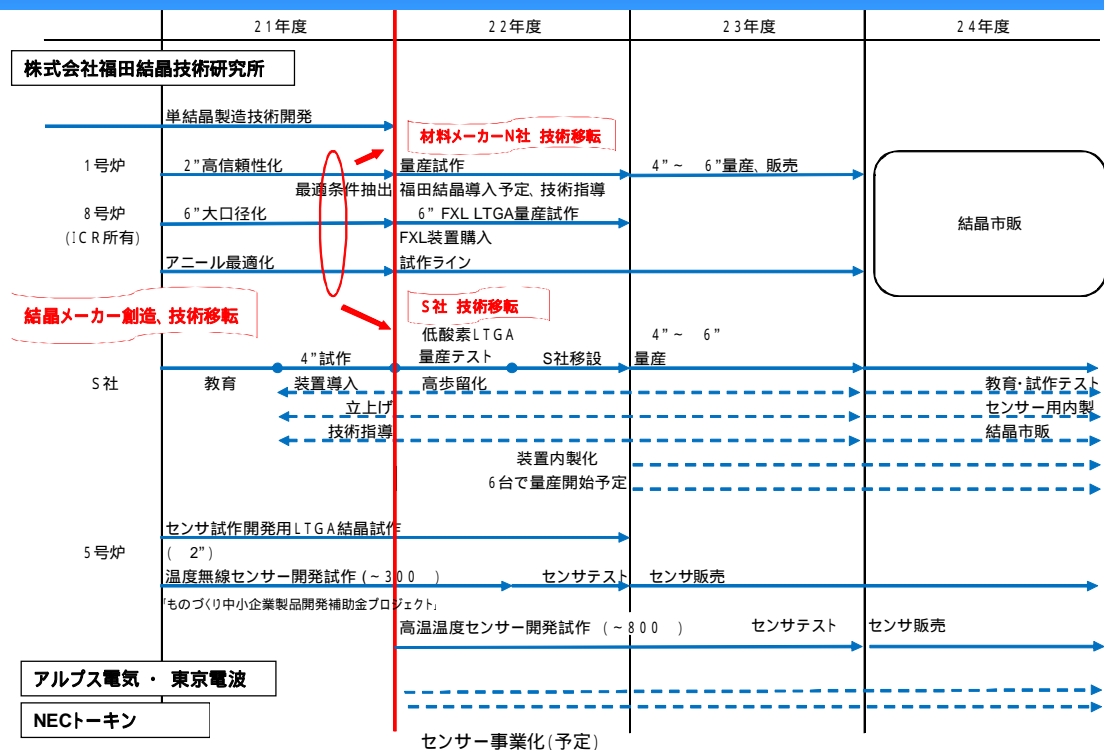 21年度 22年度 23年度 24年度
株式会社福田結晶技術研究所
単結晶製造技術開発
材料メーカーN社 技術移転
1号炉 2”高信頼性化 量産試作 4”～ 6”量産、販売
最適条件抽出 福田結晶導入予定、技術指導
8号炉 6”大口径化 6” FXL LTGA量産試作
(ICR所有) FXL装置購入
結晶市販
アニール最適化 試作ライン
結晶メーカー創造、技術移転
S社 技術移転
低酸素LTGA 4”～ 6”
4”試作 量産テスト S社移設 量産
S社 教育 装置導入 高歩留化 教育・試作テスト
立上げ センサー用内製
技術指導 結晶市販
装置内製化
6台で量産開始予定
センサ試作開発用LTGA結晶試作
5号炉 ( 2”)
温度無線センサー開発試作 (～300 ) センサテスト センサ販売
「ものづくり中小企業製品開発補助金プロジェクト」
高温温度センサー開発試作 (～800 ) センサテスト センサ販売
アルプス電気 ・ 東京電波
NECトーキン
センサー事業化(予定)